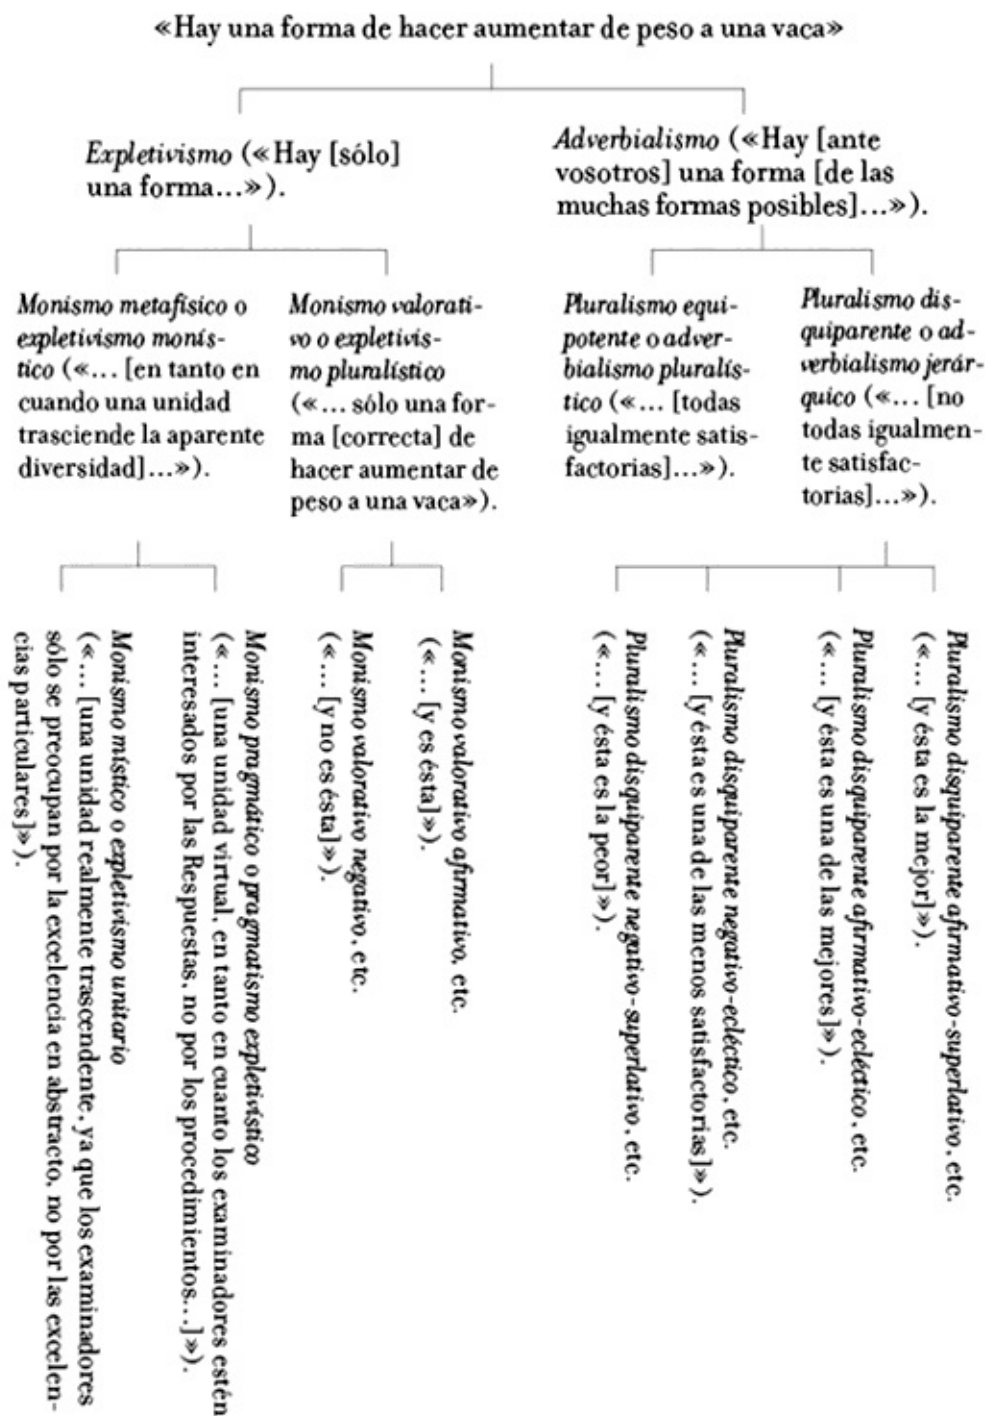 «Hay una forma de hacer aumentar de peso a una vaca»
Expletivismo («Hay [sólo]
una forma...»).
Adverbialismo («Hay [ante
vosotros] una forma [de las
muchas formas posibles]...»).
Monismo metafísico o
expletivismo monís-
tico («... [en tanto en
cuando una unidad
trasciende la aparente
diversidad]...»).
Monismo valorati-
vo o expletivis-
mo pluralístico
(«... sólo una for-
ma [correcta] de
hacer aumentar de
peso a una vaca»).
Pluralismo equi-
potente o adver-
bialismo pluralís-
tico («... [todas
igualmente satis-
factorias]...»).
Pluralismo dis-
quiparente o ad-
verbialismo jerár-
quico («... [no
todas igualmen-
te satisfac-
torias]...»).
Monismo místico o expletivismo unitario
(«... [una unidad realmente trascendente, ya que los examinadores
sólo se preocupan por la excelencia en abstracto, no por las excelen-
cias particulares]»).
Monismo pragmático o pragmatismo expletivístico
(«... [una unidad virtual, en tanto en cuanto los examinadores estén
interesados por las Respuestas, no por los procedimientos...]»).
Monismo valorativo negativo, etc.
(«... [y no es ésta]»).
Monismo valorativo afirmativo, etc.
(«... [y es ésta]»).
Pluralismo disquiparente negativo-superlativo, etc.
(«... [y ésta es la peor]»).
Pluralismo disquiparente negativo-ecléctico, etc.
(«... [y ésta es una de las menos satisfactorias]»).
Pluralismo disquiparente afirmativo-ecléctico, etc.
(«... [y ésta es una de las mejores]»).
Pluralismo disquiparente afirmativo-superlativo, etc.
(«... [y ésta es la mejor]»).